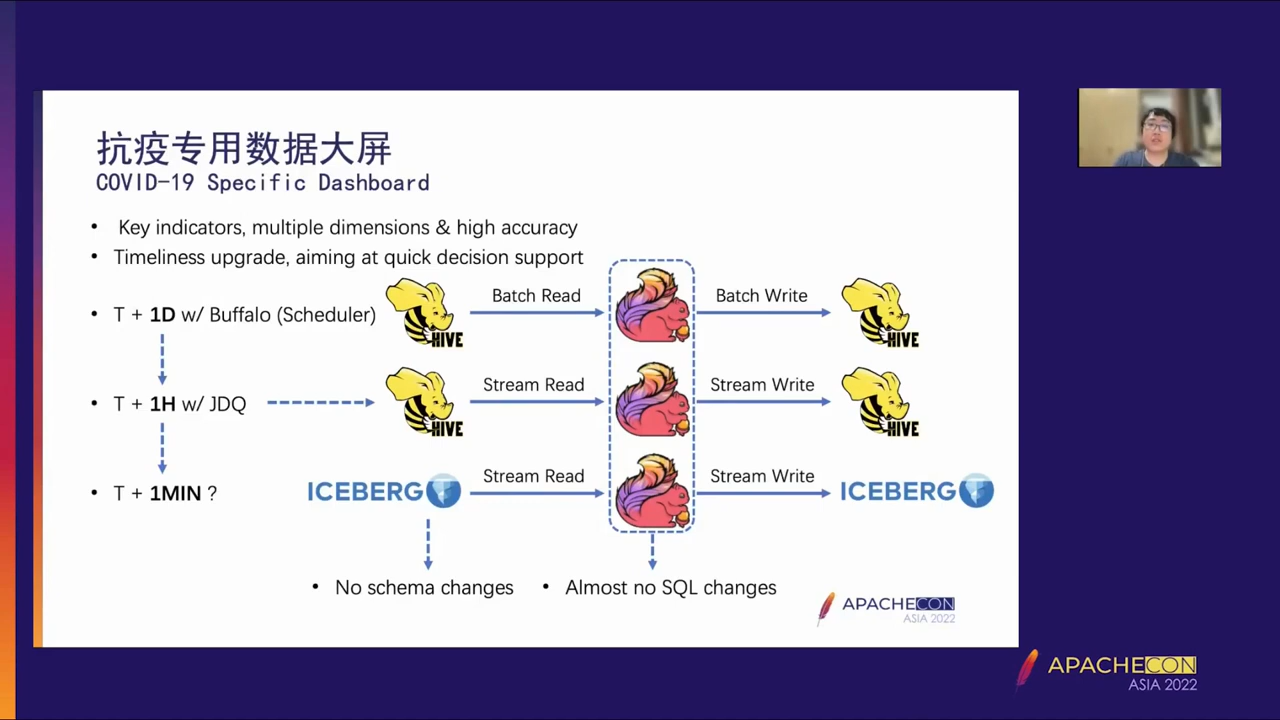 抗疫专用数据大屏
COVID-19 Specific Dashboard
• Key indicators, multiple dimensions & high accuracy
• Timeliness upgrade, aiming at quick decision support
• T + 1D w/ Buffalo (Scheduler)
HIVE
Batch Read
Batch Write
HIVE
• T + 1H w/ JDQ
HIVE
Stream Read
Stream Write
HIVE
• T + 1MIN ?
ICEBERG
Stream Read
Stream Write
ICEBERG
• No schema changes
• Almost no SQL changes
APACHECON
ASIA 2022
APACHECON
ASIA 2022